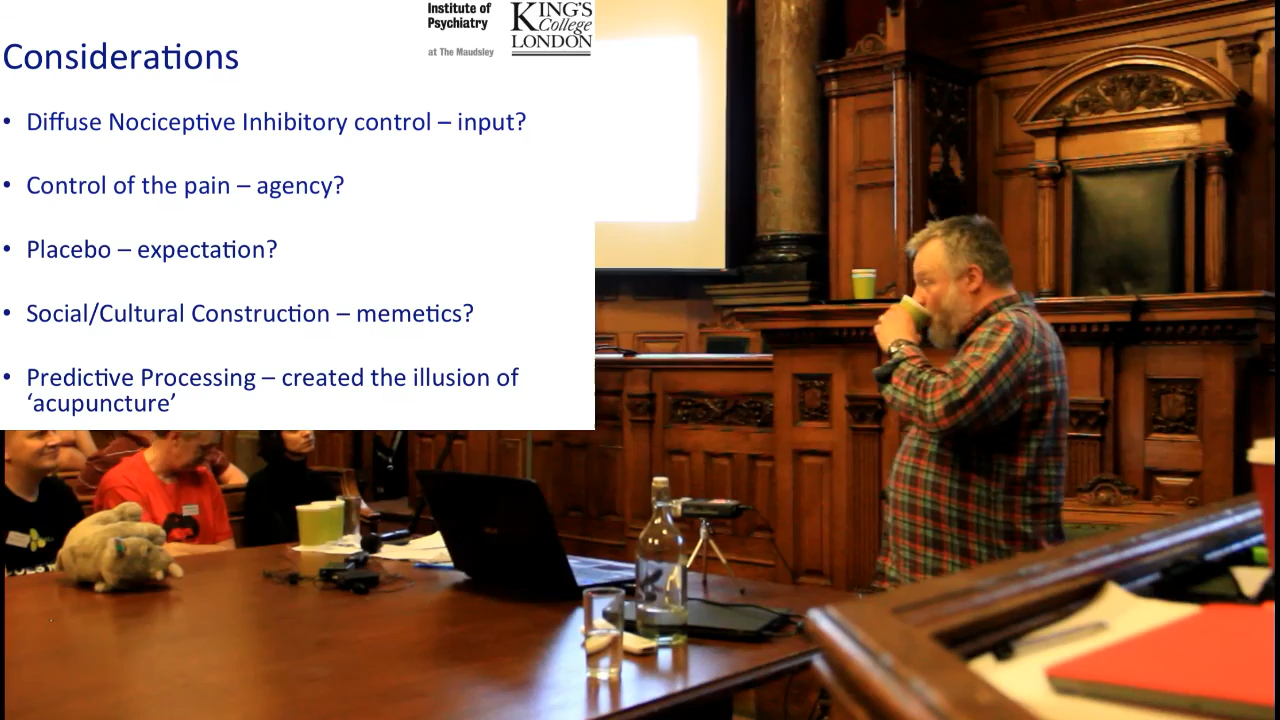 Institute of
Psychiatry
at The Maudsley
KING'S
College
LONDON
Considerations
• Diffuse Nociceptive Inhibitory control – input?
• Control of the pain – agency?
• Placebo – expectation?
• Social/Cultural Construction – memetics?
• Predictive Processing – created the illusion of
‘acupuncture’